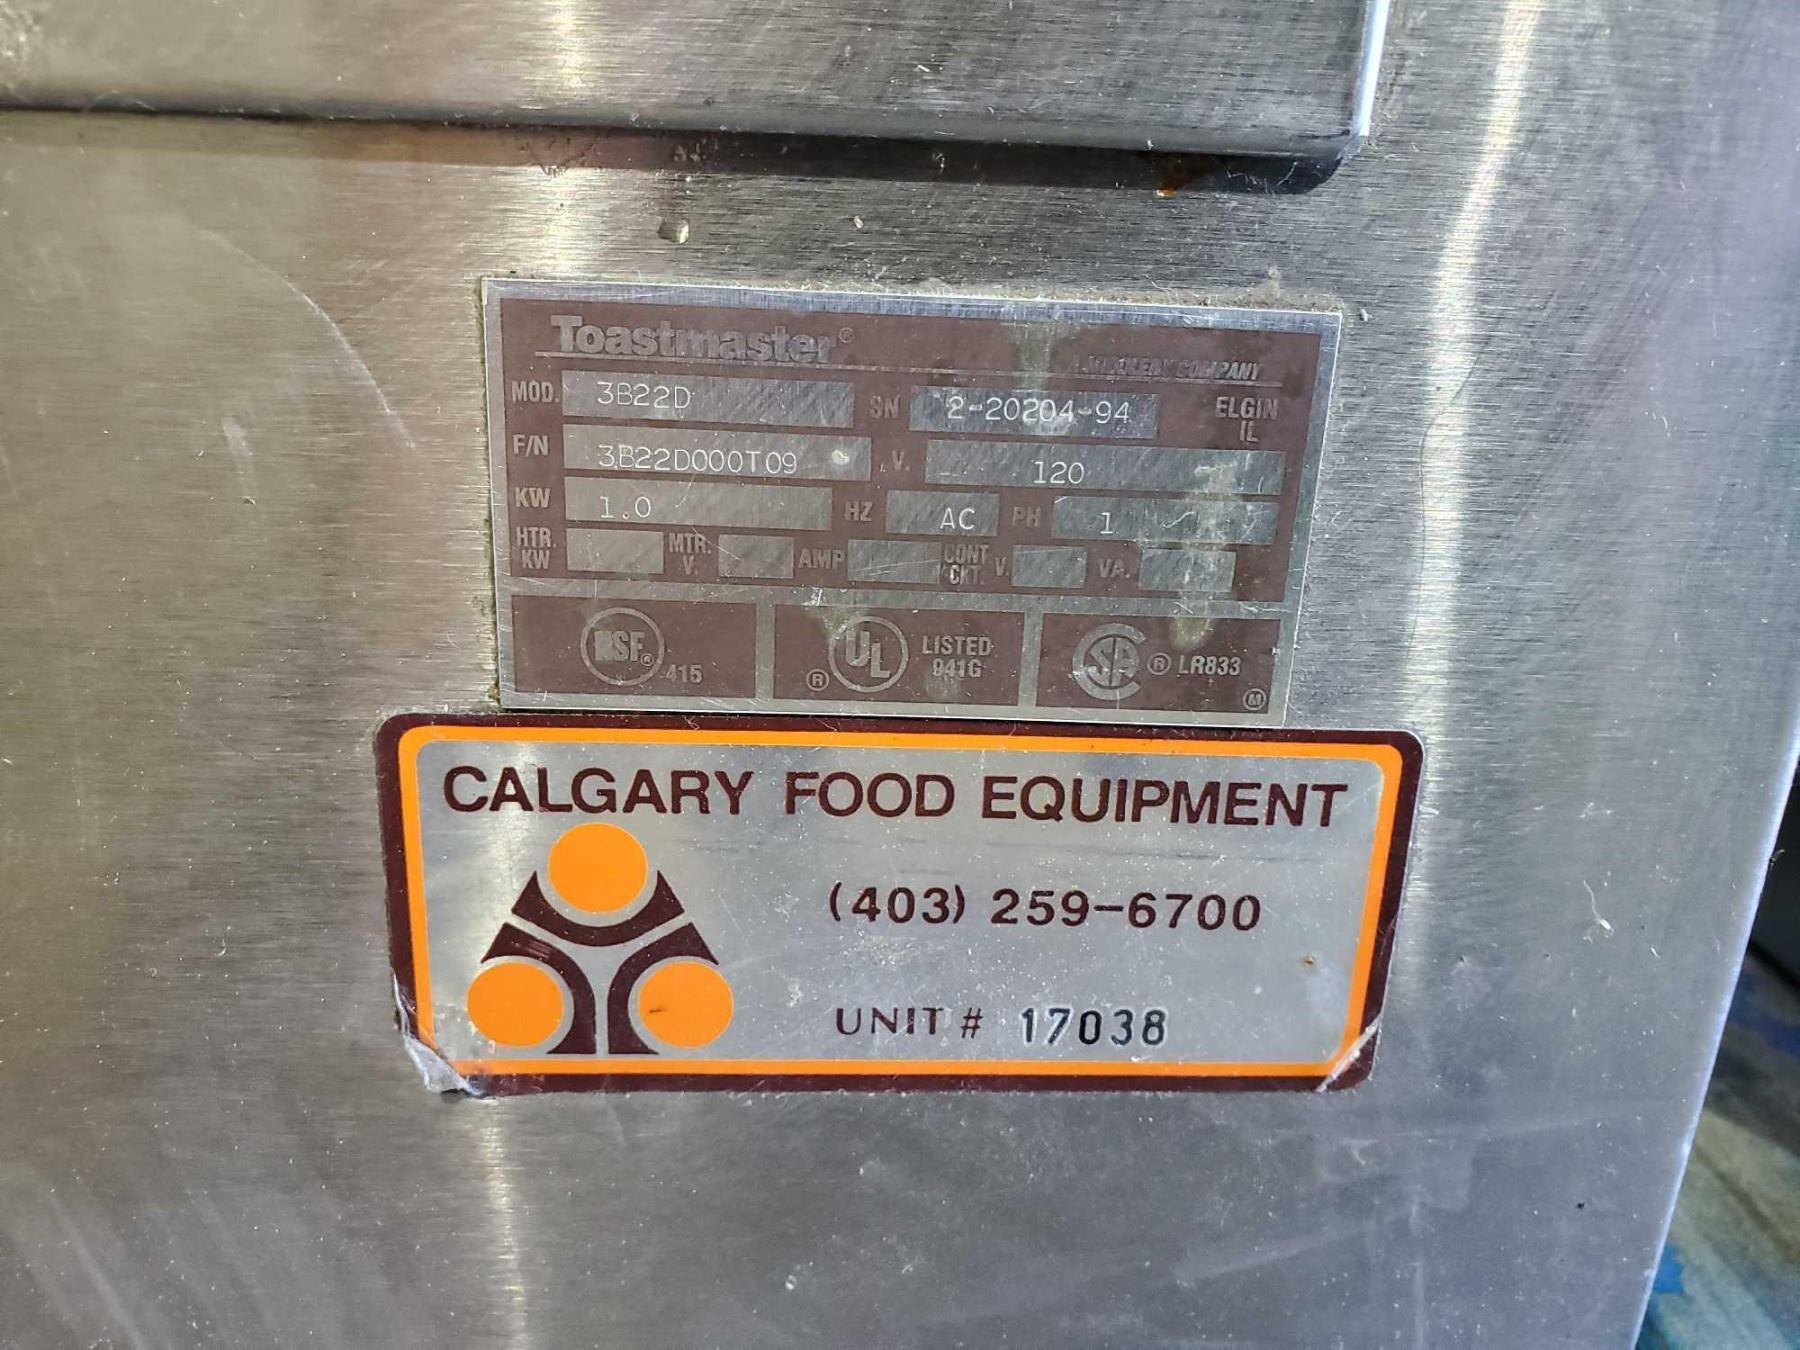 Toastmaster®
COMPANY
MOD. 3B22D SN 2-20204-94 ELGIN IL
F/N 3B22D000T09 V. 120
KW 1.0 HZ AC PH 1
HTR. KW MTR. V. AMP CONT CKT. V. VA.
NSF® 415 ® UL LISTED 941G SA ® LR833
M
CALGARY FOOD EQUIPMENT
(403) 259-6700
UNIT # 17038